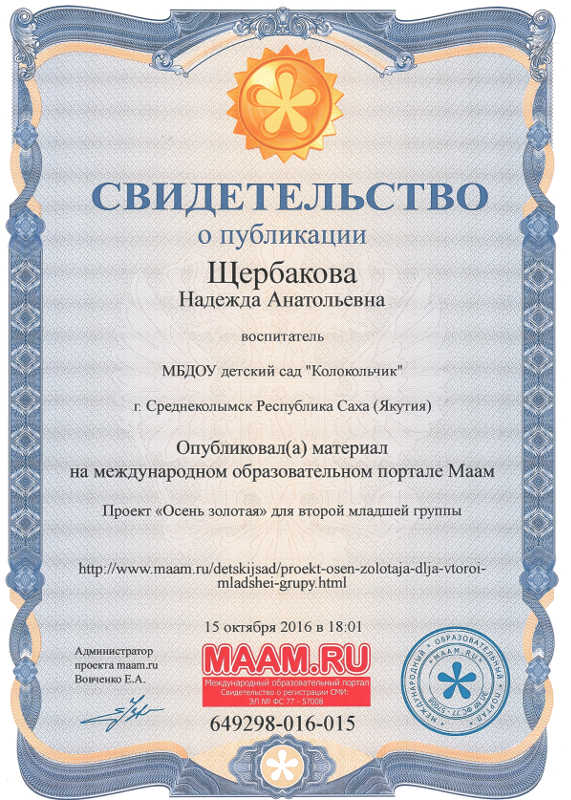 СВИДЕТЕЛЬСТВО
о публикации
Щербакова
Надежда Анатольевна
воспитатель
МБДОУ детский сад "Колокольчик"
г. Среднеколымск Республика Саха (Якутия)
Опубликовал(а) материал
на международном образовательном портале Маам
Проект «Осень золотая» для второй младшей группы
http://www.maam.ru/detskijsad/proekt-osen-zolotaja-dlja-vtoroi-
mladshei-grupy.html
15 октября 2016 в 18:01
Администратор
проекта maam.ru
Вовченко Е.А.
MAAM.RU
Международный образовательный портал
Свидетельство о регистрации СМИ:
ЭЛ № ФС 77 - 57008
649298-016-015
МЕЖДУНАРОДНЫЙ ОБРАЗОВАТЕЛЬНЫЙ ПОРТАЛ
MAAM.RU
ЭЛ № ФС 77 - 57008